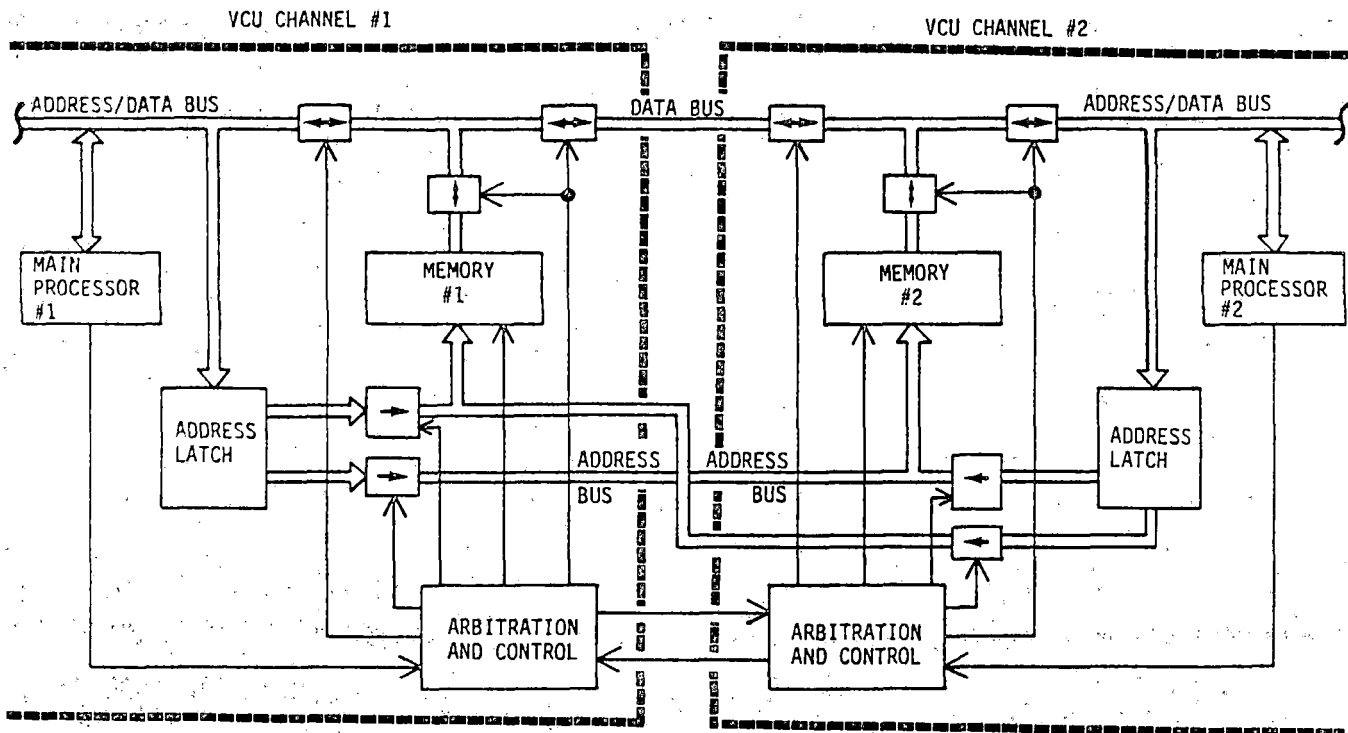 VCU CHANNEL #1
VCU CHANNEL #2
ADDRESS/DATA BUS
DATA BUS
ADDRESS/DATA BUS
MAIN
PROCESSOR
#1
MEMORY
#1
MEMORY
#2
MAIN
PROCESSOR
#2
ADDRESS
LATCH
ADDRESS
BUS
ADDRESS
BUS
ADDRESS
LATCH
ARBITRATION
AND CONTROL
ARBITRATION
AND CONTROL